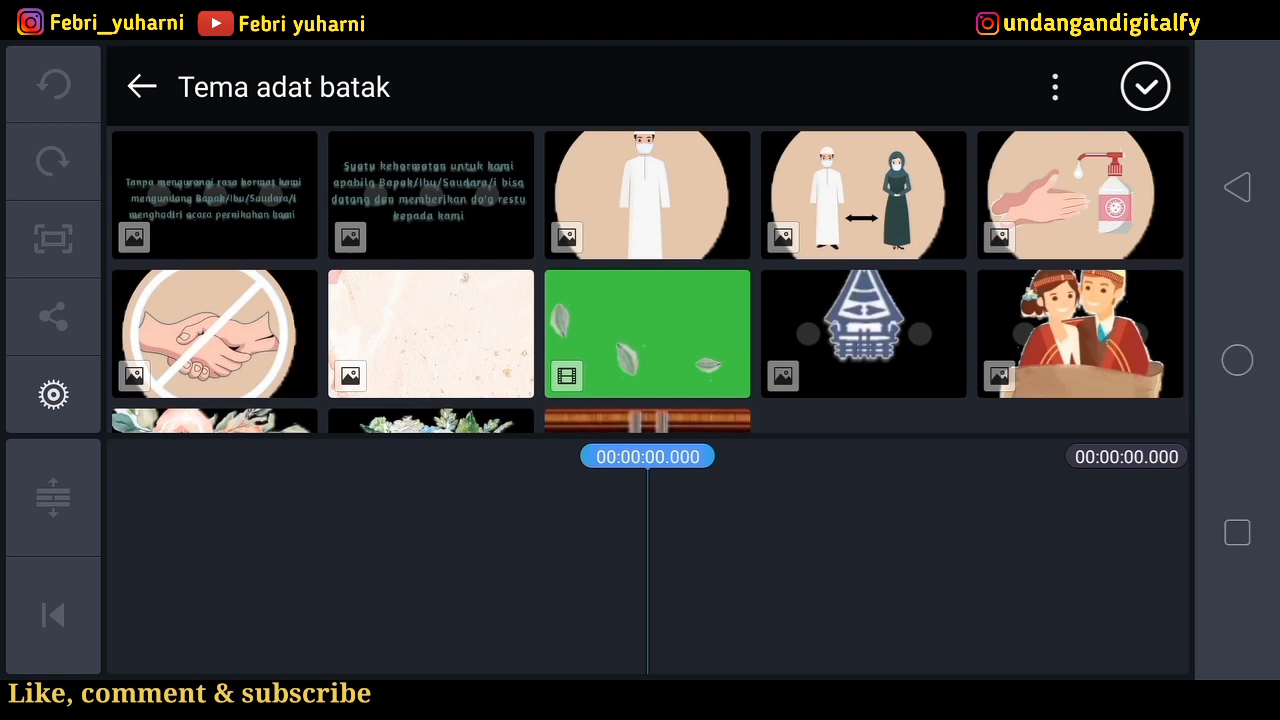 Febri_yuharni
Febri yuharni
undangandigitalfy
Tema adat batak
Tanpa mengurangi rasa hormat kami
mengundang Bapak/Ibu/Saudara/i
menghadiri acara pernikahan kami
Suatu kehormatan untuk kami
apabila Bapak/Ibu/Saudara/i bisa
datang dan memberikan do'a restu
kepada kami
00:00:00.000
00:00:00.000
Like, comment & subscribe